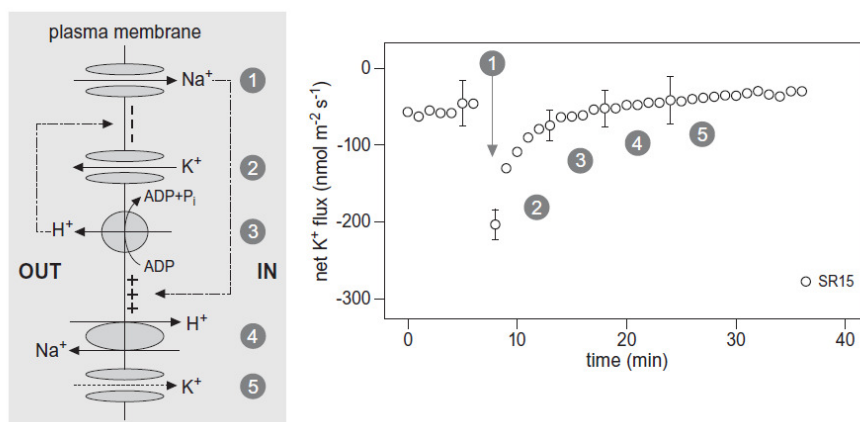 plasma membrane
Na⁺
1
K⁺
2
ADP+Pᵢ
H⁺
3
OUT
ADP
IN
+
+
+
H⁺
Na⁺
4
K⁺
5
net K⁺ flux (nmol m⁻² s⁻¹)
0
-100
-200
-300
1
2
3
4
5
SR15
0
10
20
30
40
time (min)